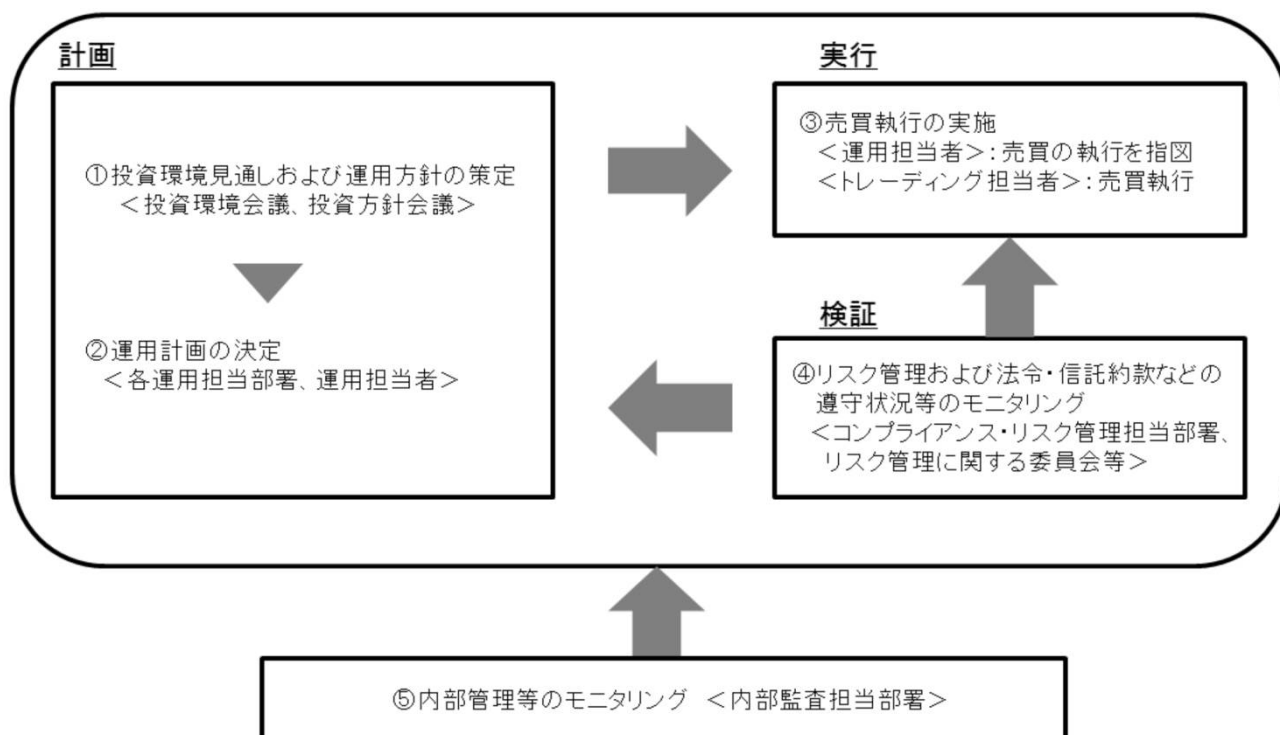 計画
①投資環境見通しおよび運用方針の策定
<投資環境会議、投資方針会議>
②運用計画の決定
<各運用担当部署、運用担当者>
実行
③売買執行の実施
<運用担当者>:売買の執行を指図
<トレーディング担当者>:売買執行
検証
④リスク管理および法令・信託約款などの
遵守状況等のモニタリング
<コンプライアンス・リスク管理担当部署、
リスク管理に関する委員会等>
⑤内部管理等のモニタリング <内部監査担当部署>